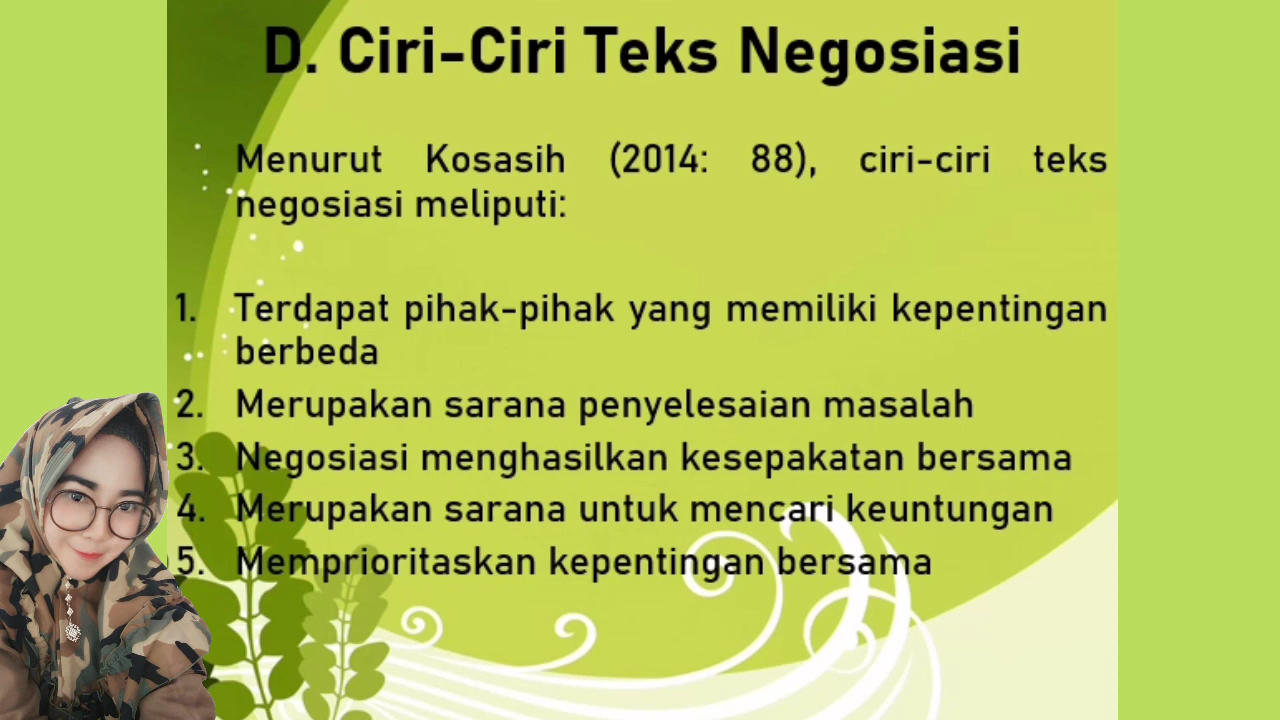 D. Ciri-Ciri Teks Negosiasi
Menurut Kosasih (2014: 88), ciri-ciri teks
negosiasi meliputi:
1. Terdapat pihak-pihak yang memiliki kepentingan
berbeda
2. Merupakan sarana penyelesaian masalah
3. Negosiasi menghasilkan kesepakatan bersama
4. Merupakan sarana untuk mencari keuntungan
5. Memprioritaskan kepentingan bersama